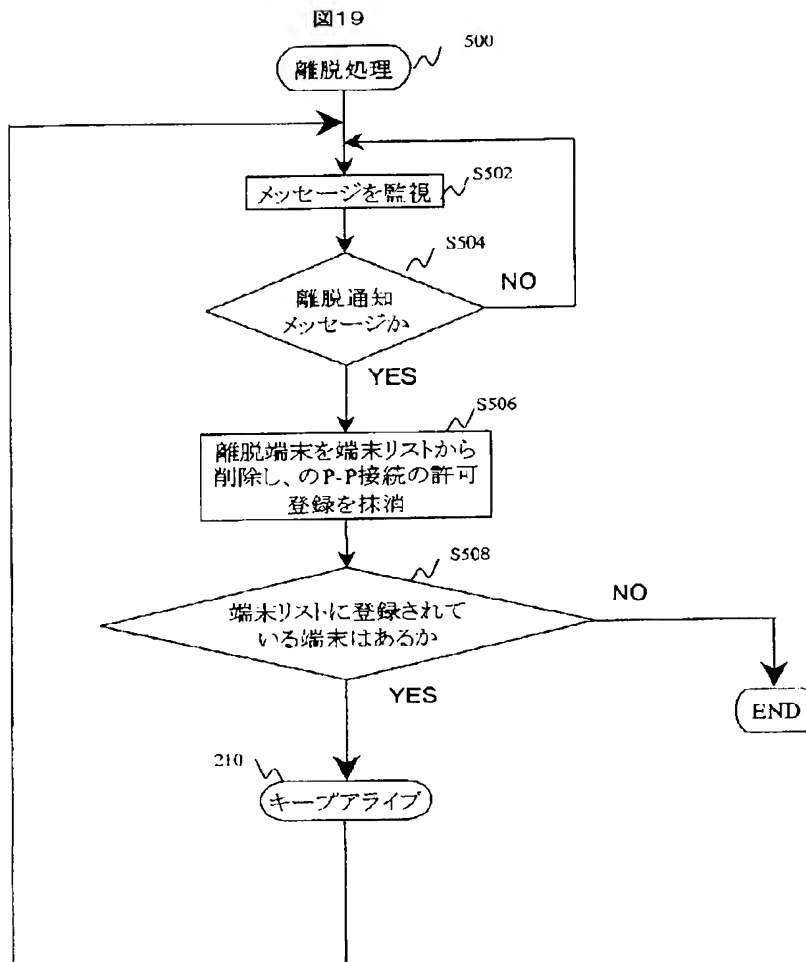 図19
離脱処理
500
メッセージを監視
S502
S504
離脱通知
メッセージか
NO
YES
S506
離脱端末を端末リストから
削除し、のP-P接続の許可
登録を抹消
S508
端末リストに登録されて
いる端末はあるか
NO
YES
END
210
キープアライブ